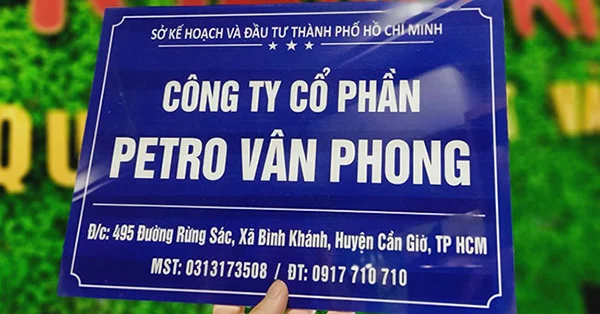 SỞ KẾ HOẠCH VÀ ĐẦU TƯ THÀNH PHỐ HỒ CHÍ MINH
CÔNG TY CỔ PHẦN
PETRO VÂN PHONG
Đ/c: 495 Đường Rừng Sác, Xã Bình Khánh, Huyện Cần Giờ, TP HCM
MST: 0313173508 / ĐT: 0917 710 710